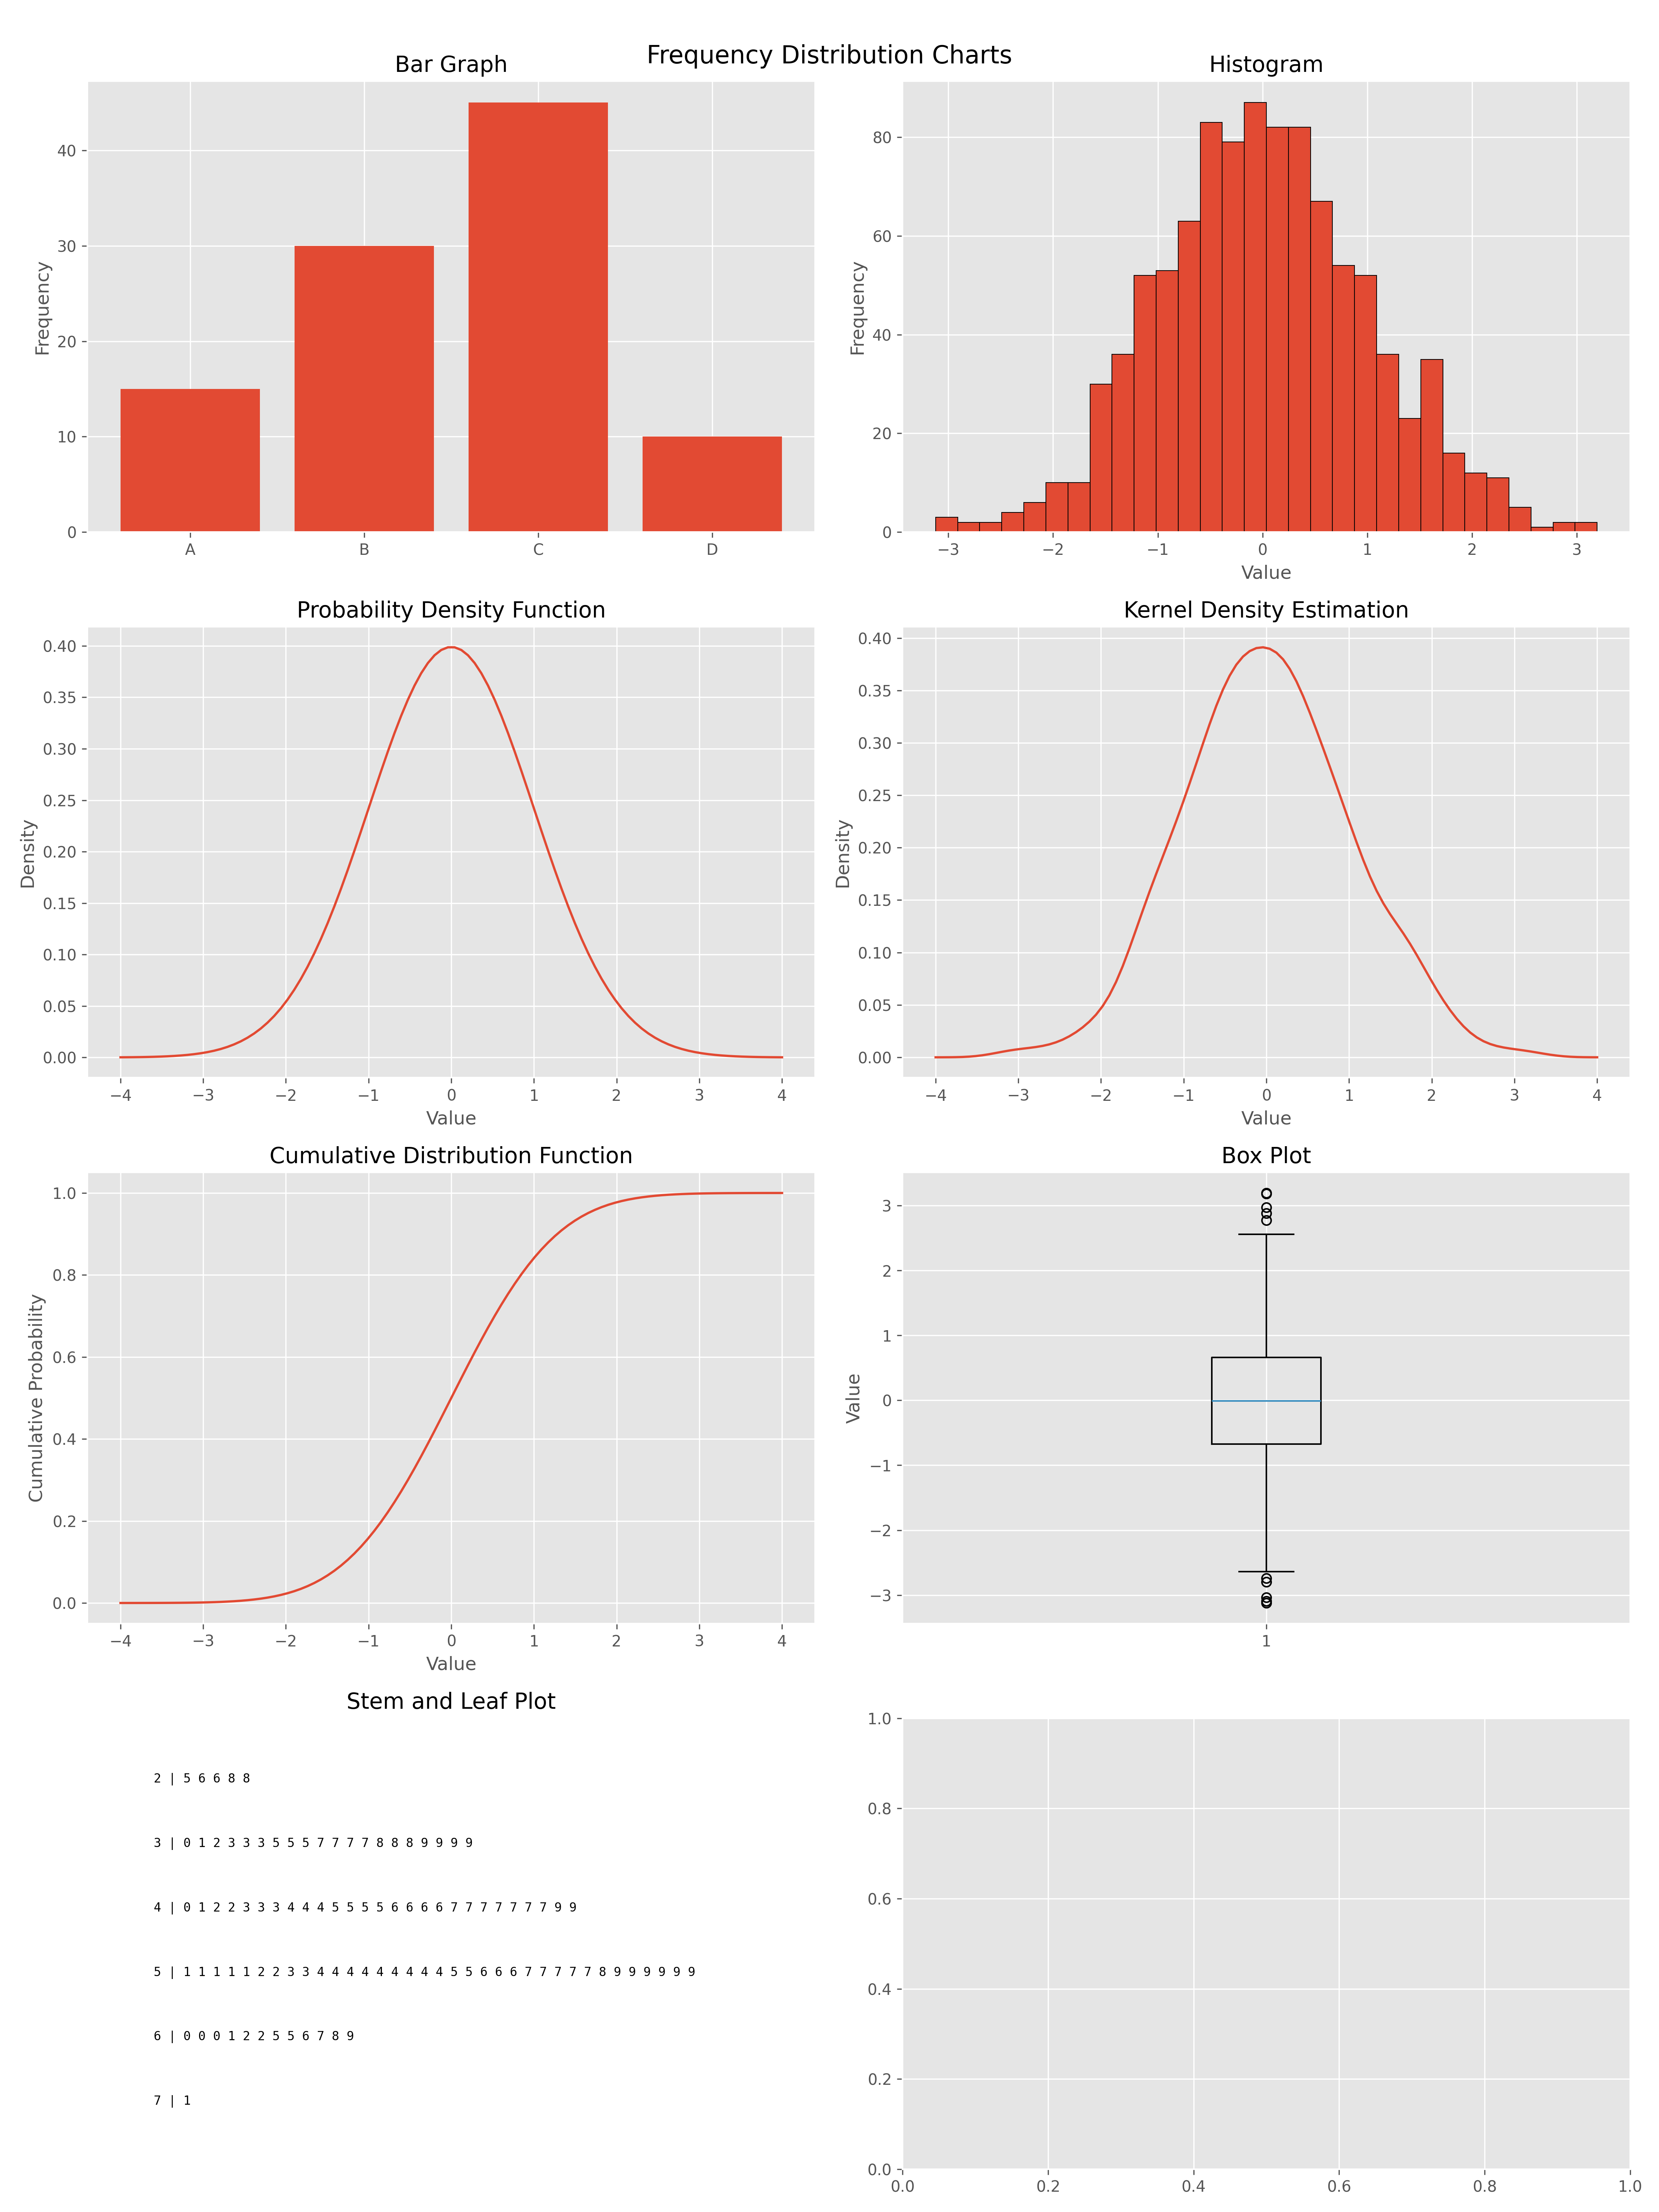 Frequency Distribution Charts
Bar Graph
Frequency
40
30
20
10
0
A B C D
Histogram
Frequency
80
60
40
20
0
−3 −2 −1 0 1 2 3
Value
Probability Density Function
Density
0.40
0.35
0.30
0.25
0.20
0.15
0.10
0.05
0.00
−4 −3 −2 −1 0 1 2 3 4
Value
Kernel Density Estimation
Density
0.40
0.35
0.30
0.25
0.20
0.15
0.10
0.05
0.00
−4 −3 −2 −1 0 1 2 3 4
Value
Cumulative Distribution Function
Cumulative Probability
1.0
0.8
0.6
0.4
0.2
0.0
−4 −3 −2 −1 0 1 2 3 4
Value
Box Plot
Value
3
2
1
0
−1
−2
−3
1
Stem and Leaf Plot
2 | 5 6 6 8 8
3 | 0 1 2 3 3 3 5 5 5 7 7 7 7 8 8 8 9 9 9 9
4 | 0 1 2 2 3 3 3 4 4 4 5 5 5 5 6 6 6 6 7 7 7 7 7 7 7 9 9
5 | 1 1 1 1 1 2 2 3 3 4 4 4 4 4 4 4 4 4 5 5 6 6 6 7 7 7 7 7 8 9 9 9 9 9 9
6 | 0 0 0 1 2 2 5 5 6 7 8 9
7 | 1
1.0
0.8
0.6
0.4
0.2
0.0
0.0 0.2 0.4 0.6 0.8 1.0